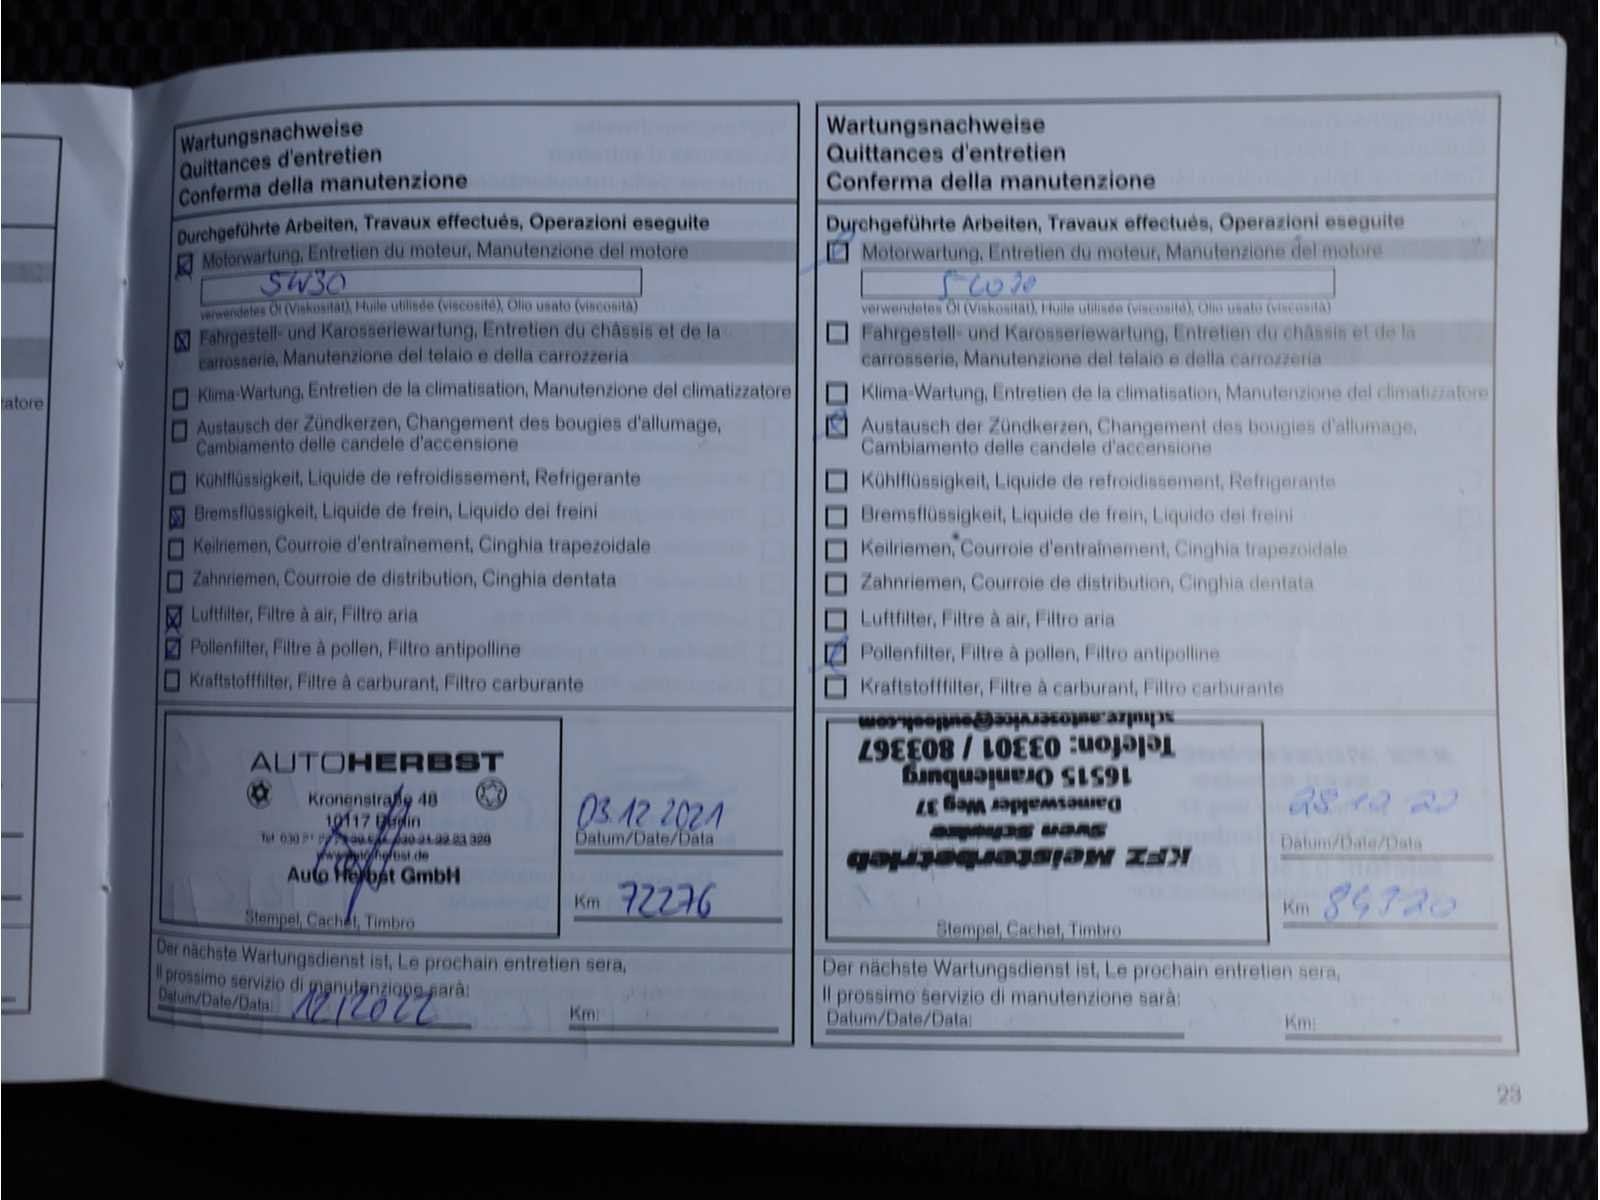 zatore
Wartungsnachweise
Quittances d'entretien
Conferma della manutenzione
Durchgeführte Arbeiten, Travaux effectués, Operazioni eseguite
Motorwartung, Entretien du moteur, Manutenzione del motore
5W30
verwendetes Öl (Viskosität), Huile utilisée (viscosité), Olio usato (viscosità)
Fahrgestell- und Karosseriewartung, Entretien du châssis et de la
carrosserie, Manutenzione del telaio e della carrozzeria
Klima-Wartung, Entretien de la climatisation, Manutenzione del climatizzatore
Austausch der Zündkerzen, Changement des bougies d'allumage,
Cambiamento delle candele d'accensione
Kühlflüssigkeit, Liquide de refroidissement, Refrigerante
Bremsflüssigkeit, Liquide de frein, Liquido dei freini
Keilriemen, Courroie d'entraînement, Cinghia trapezoidale
Zahnriemen, Courroie de distribution, Cinghia dentata
Luftfilter, Filtre à air, Filtro aria
Pollenfilter, Filtre à pollen, Filtro antipolline
Kraftstofffilter, Filtre à carburant, Filtro carburante
AUTOHERBST
Kronenstraße 48
10117 Berlin
Auto Herbst GmbH
Stempel, Cachet, Timbro
03.12.2021
Datum/Date/Data
Km 72276
Der nächste Wartungsdienst ist, Le prochain entretien sera,
Il prossimo servizio di manutenzione sarà:
Datum/Date/Data: 12/2022
Km:
Wartungsnachweise
Quittances d'entretien
Conferma della manutenzione
Durchgeführte Arbeiten, Travaux effectués, Operazioni eseguite
Motorwartung, Entretien du moteur, Manutenzione del motore
verwendetes Öl (Viskosität), Huile utilisée (viscosité), Olio usato (viscosità)
Fahrgestell- und Karosseriewartung, Entretien du châssis et de la
carrosserie, Manutenzione del telaio e della carrozzeria
Klima-Wartung, Entretien de la climatisation, Manutenzione del climatizzatore
Austausch der Zündkerzen, Changement des bougies d'allumage,
Cambiamento delle candele d'accensione
Kühlflüssigkeit, Liquide de refroidissement, Refrigerante
Bremsflüssigkeit, Liquide de frein, Liquido dei freini
Keilriemen, Courroie d'entraînement, Cinghia trapezoidale
Zahnriemen, Courroie de distribution, Cinghia dentata
Luftfilter, Filtre à air, Filtro aria
Pollenfilter, Filtre à pollen, Filtro antipolline
Kraftstofffilter, Filtre à carburant, Filtro carburante
KFZ Meisterbetrieb
Sven Schulze
Dameswalder Weg 37
16515 Oranienburg
Telefon: 03301 / 803367
schulze.autoservice@outlook.com
Stempel, Cachet, Timbro
Datum/Date/Data
Km 84320
Der nächste Wartungsdienst ist, Le prochain entretien sera,
Il prossimo servizio di manutenzione sarà:
Datum/Date/Data:
Km:
23